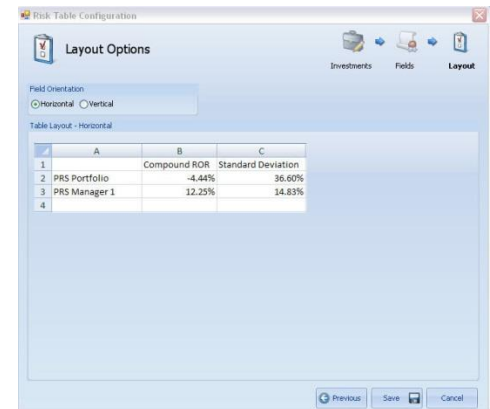 Risk Table Configuration
Layout Options
Investments Fields Layout
Field Orientation
Horizontal Vertical
Table Layout - Horizontal
A B C
1 Compound ROR Standard Deviation
2 PRS Portfolio -4.44% 36.60%
3 PRS Manager 1 12.25% 14.83%
4
Previous Save Cancel